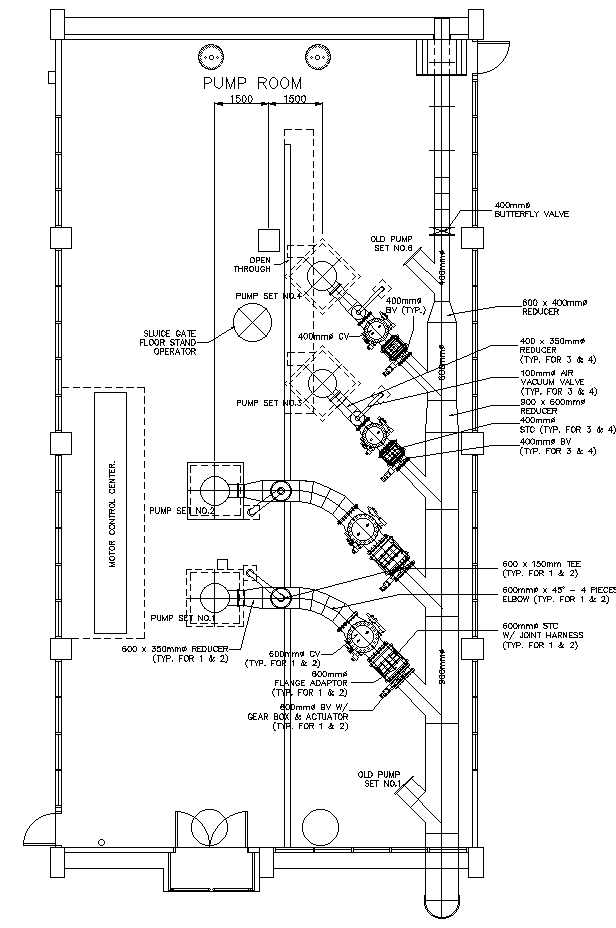 PUMP ROOM
1500
1500
400mmø
BUTTERFLY VALVE
OLD PUMP
SET NO.6
OPEN
THROUGH
400mmø
PUMP SET NO.4
400mmø
BV (TYP.)
600 x 400mmø
REDUCER
SLUICE GATE
FLOOR STAND
OPERATOR
400mmø CV
400 x 350mmø
REDUCER
(TYP. FOR 3 & 4)
600mmø
100mmø AIR
VACUUM VALVE
(TYP. FOR 3 & 4)
PUMP SET NO.3
900 x 600mmø
REDUCER
400mmø
STC (TYP. FOR 3 & 4)
400mmø BV
(TYP. FOR 3 & 4)
MOTOR CONTROL CENTER.
PUMP SET NO.2
600 x 150mm TEE
(TYP. FOR 1 & 2)
600mmø x 45° - 4 PIECES
ELBOW (TYP. FOR 1 & 2)
PUMP SET NO.1
600mmø STC
W/ JOINT HARNESS
(TYP. FOR 1 & 2)
600 x 350mmø REDUCER
(TYP. FOR 1 & 2)
600mmø CV
(TYP. FOR 1 & 2)
900mmø
600mmø
FLANGE ADAPTOR
(TYP. FOR 1 & 2)
600mmø BV W/
GEAR BOX & ACTUATOR
(TYP. FOR 1 & 2)
OLD PUMP
SET NO.1